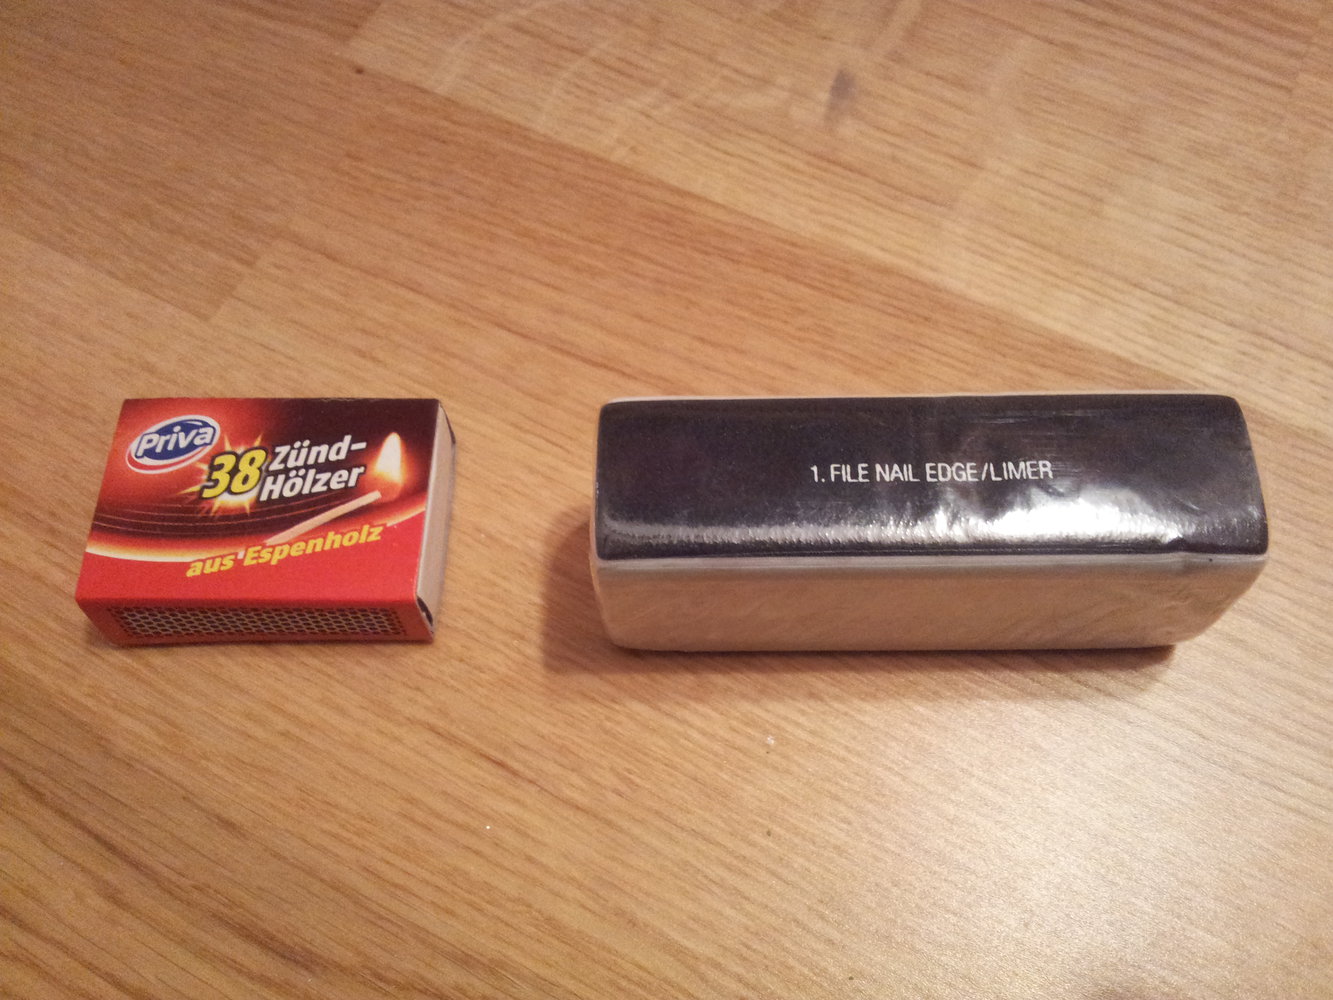 Priva
38 Zünd-
Hölzer
aus Espenholz
1. FILE NAIL EDGE/LIMER